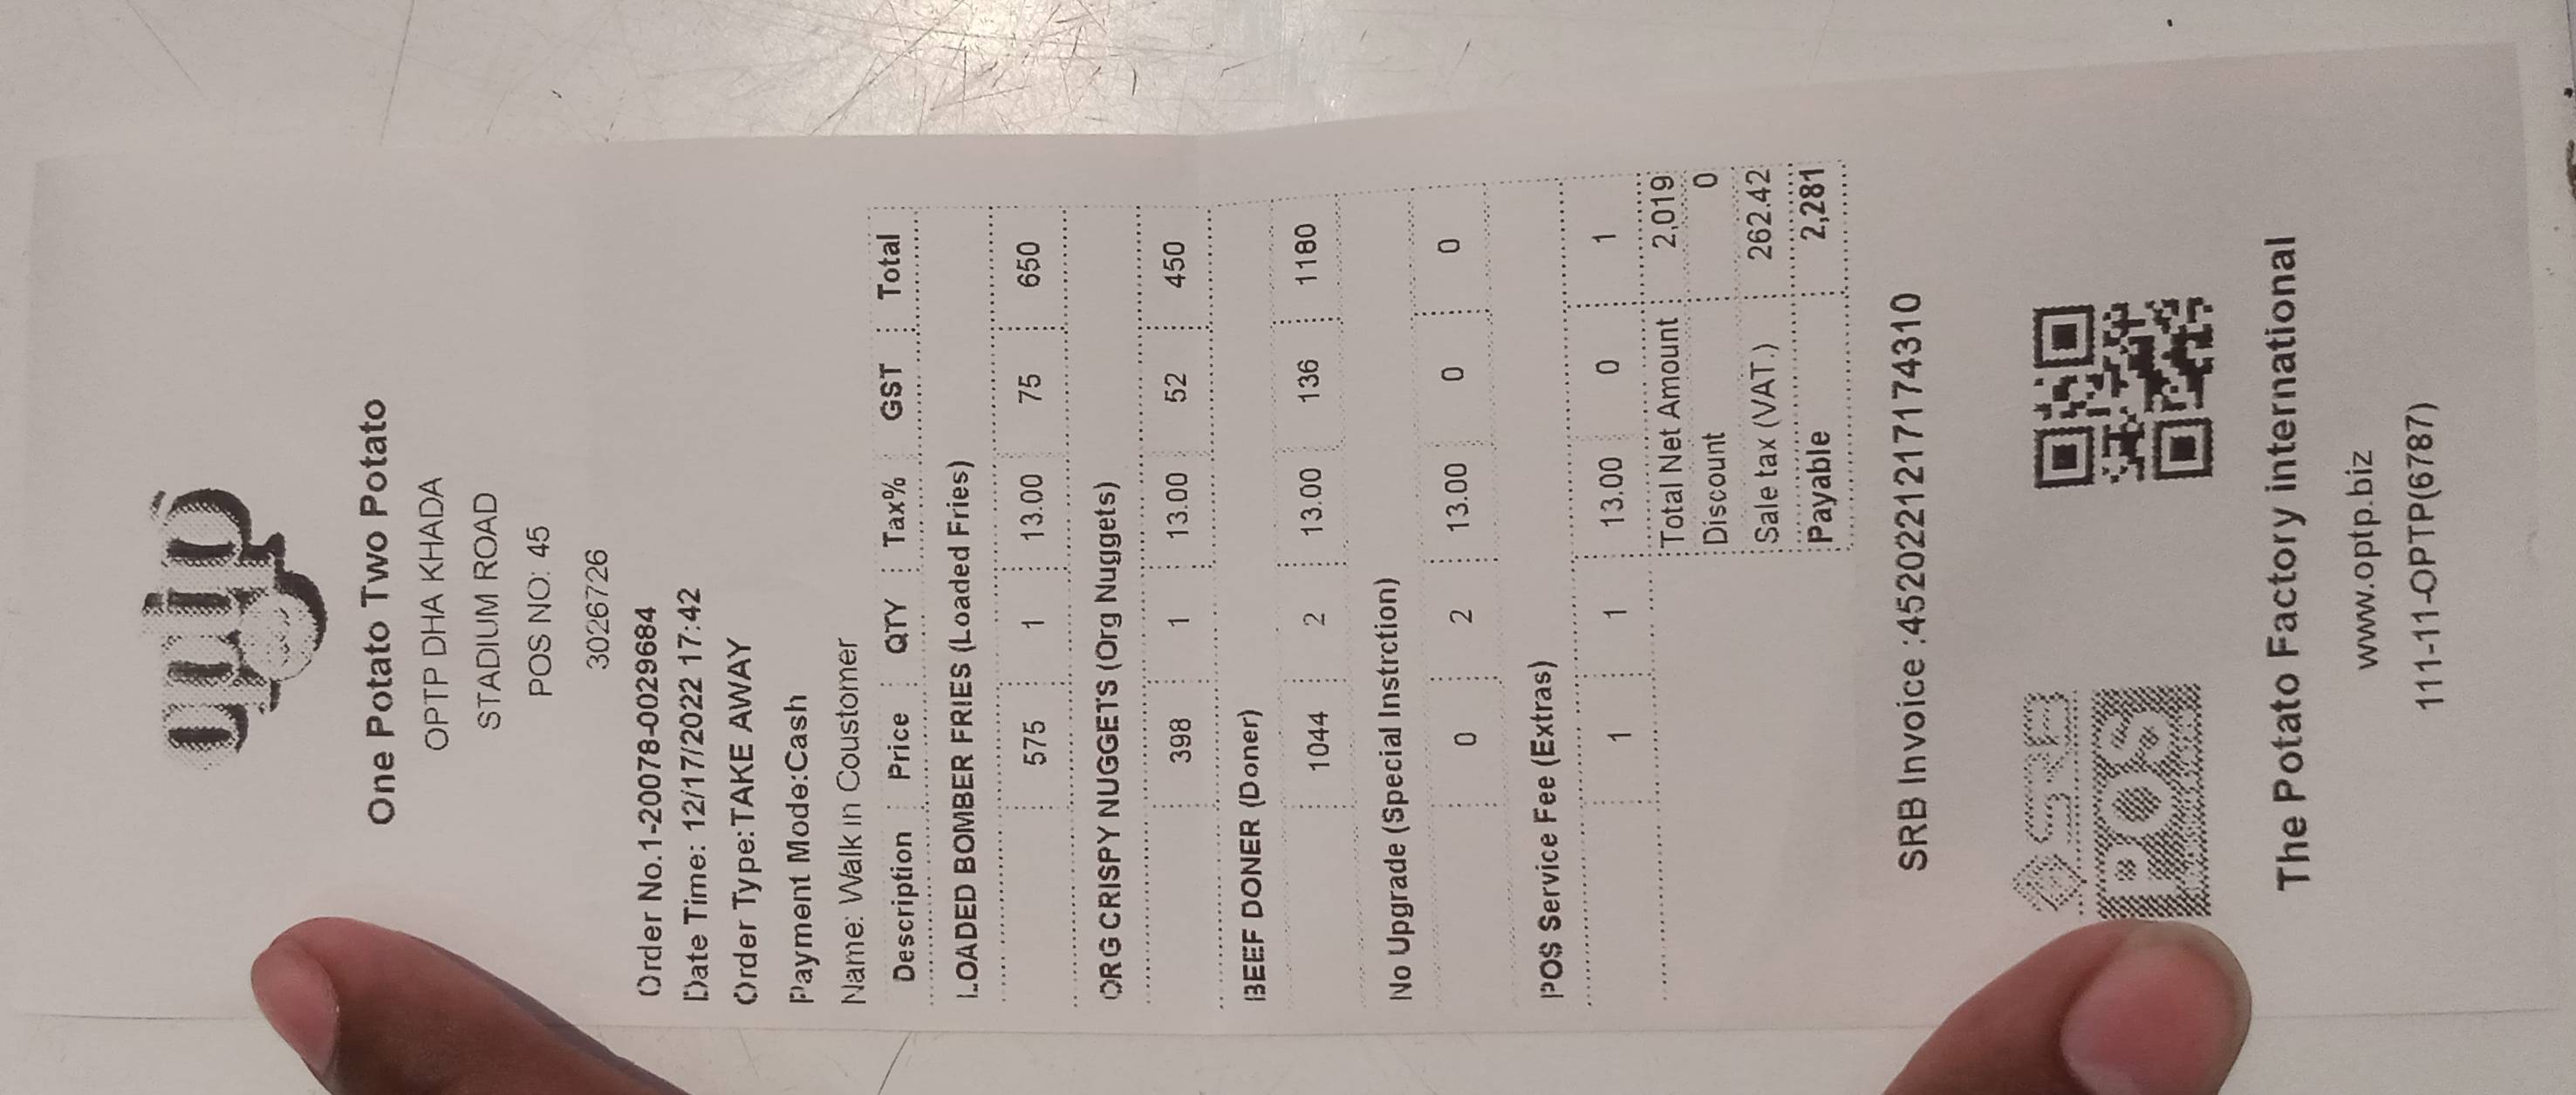 optp
One Potato Two Potato
OPTP DHA KHADA
STADIUM ROAD
POS NO: 45
3026726
Order No.1-20078-0029684
Date Time: 12/17/2022 17:42
Order Type:TAKE AWAY
Payment Mode:Cash
Name: Walk in Coustomer
Description Price QTY Tax% GST Total
LOADED BOMBER FRIES (Loaded Fries)
575 1 13.00 75 650
ORG CRISPY NUGGETS (Org Nuggets)
398 1 13.00 52 450
BEEF DONER (Doner)
1044 2 13.00 136 1180
No Upgrade (Special Instrction)
0 2 13.00 0 0
POS Service Fee (Extras)
1 1 13.00 0 1
Total Net Amount 2,019
Discount 0
Sale tax (VAT.) 262.42
Payable 2,281
SRB Invoice :4520221217174310
SRB
POS
The Potato Factory international
www.optp.biz
111-11-OPTP(6787)